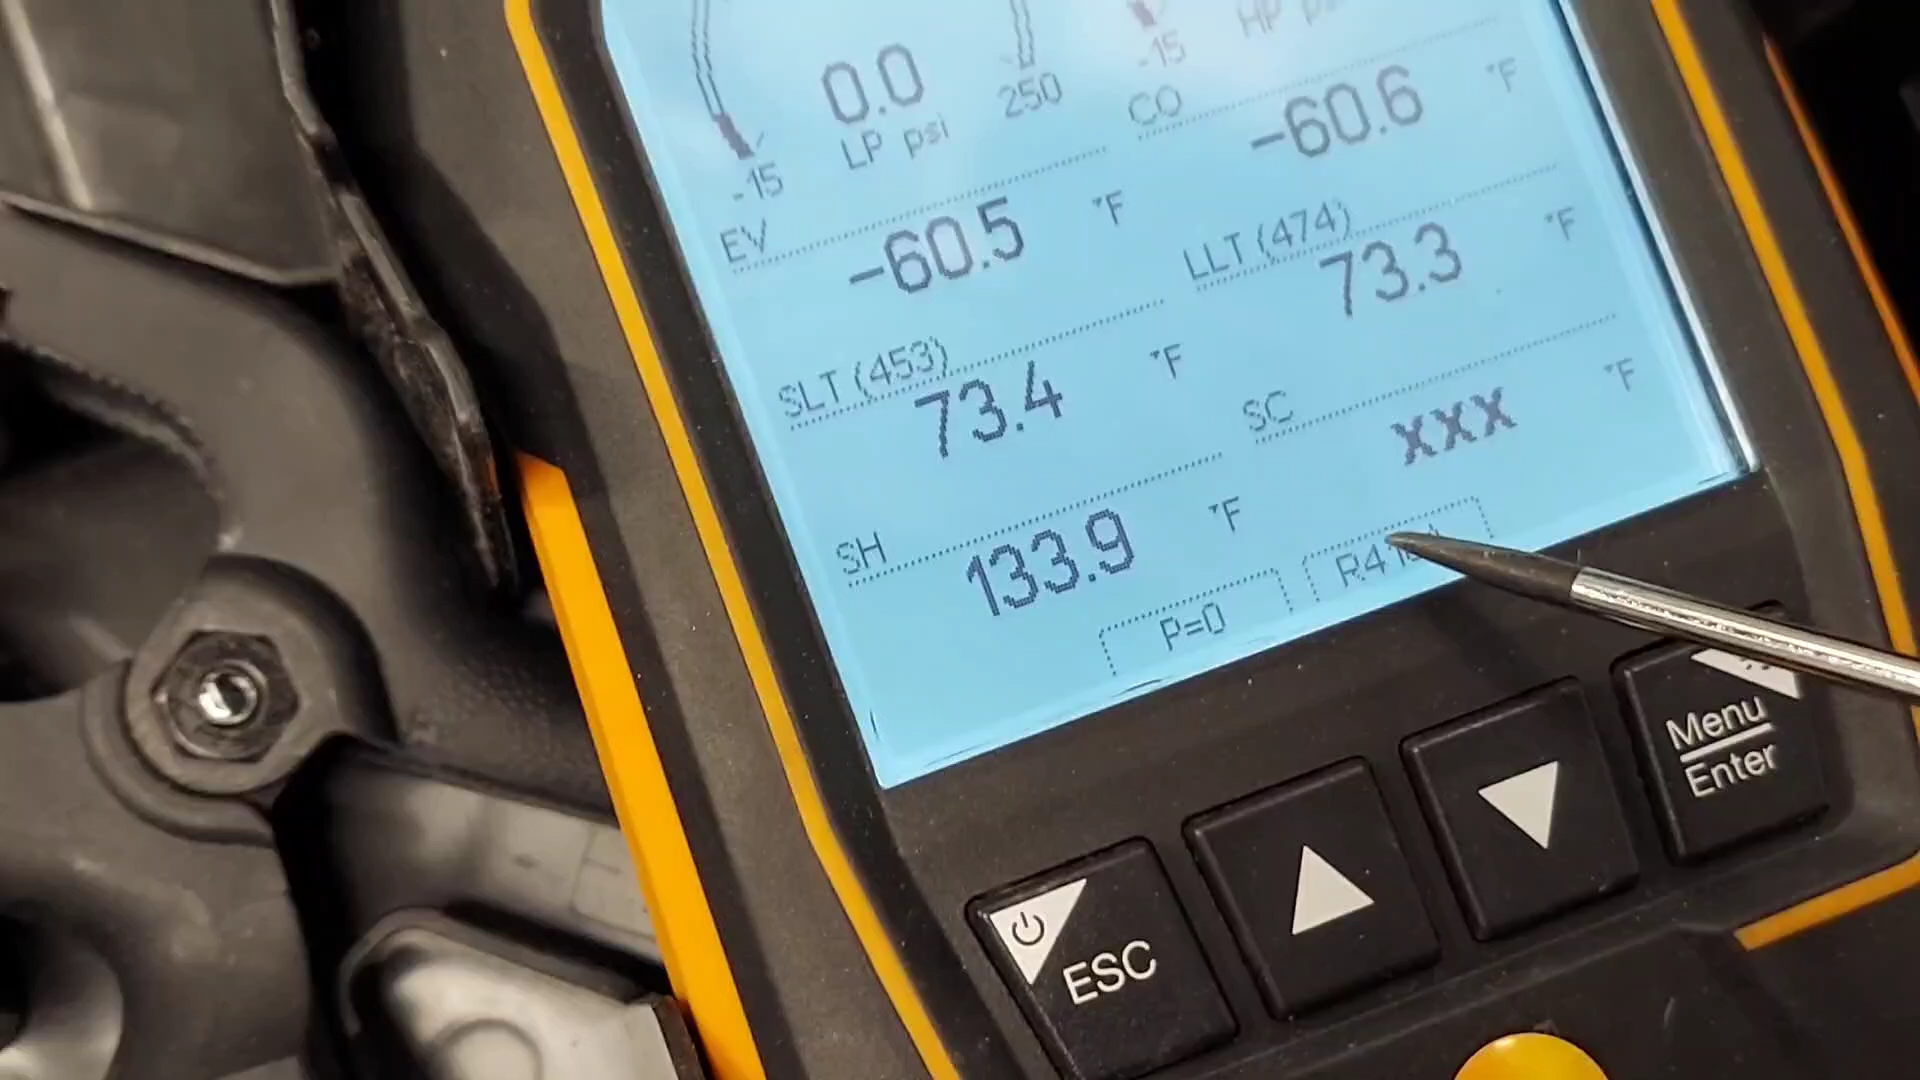 0.0
LP psi
-15
250
-15
HP psi
EV
-60.5 °F
CO
-60.6 °F
SLT (453)
73.4 °F
LLT (474)
73.3 °F
SH
133.9 °F
SC
xxx °F
P=0
ESC
Menu
Enter